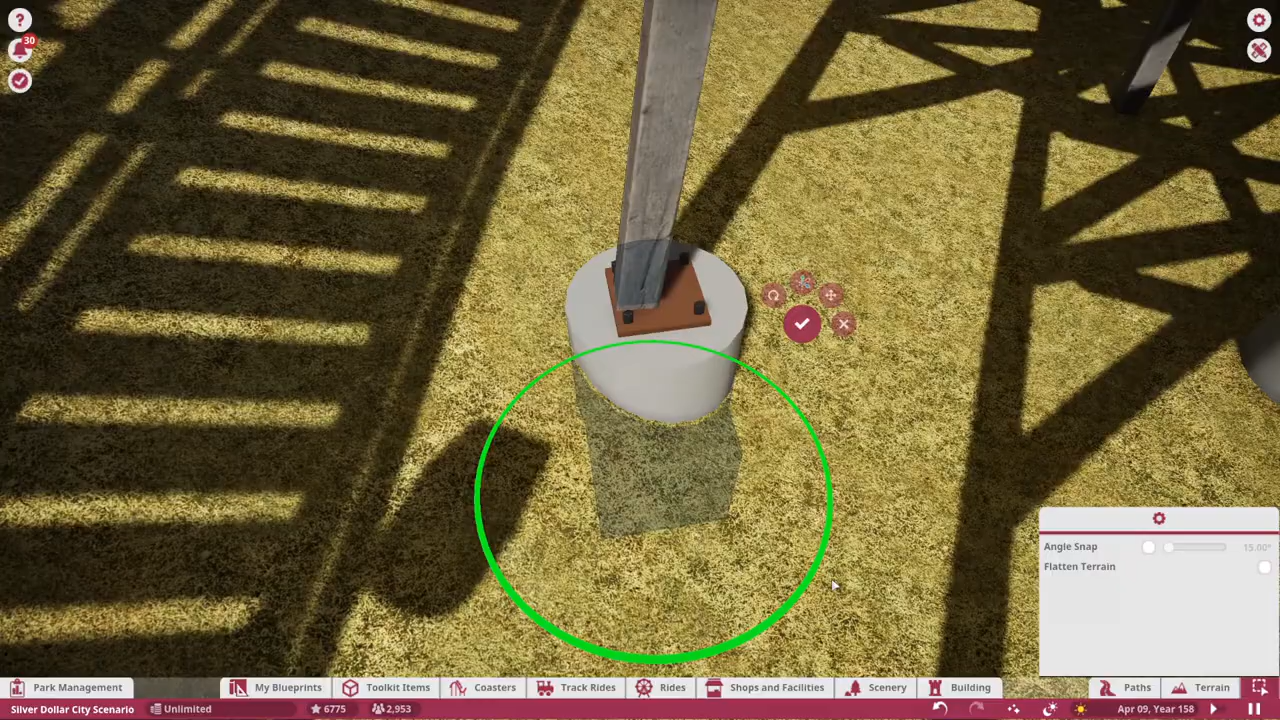 ?
30
Angle Snap 15.00°
Flatten Terrain
Park Management My Blueprints Toolkit Items Coasters Track Rides Rides Shops and Facilities Scenery Building Paths Terrain
Silver Dollar City Scenario Unlimited 6775 2,953 Apr 09, Year 158